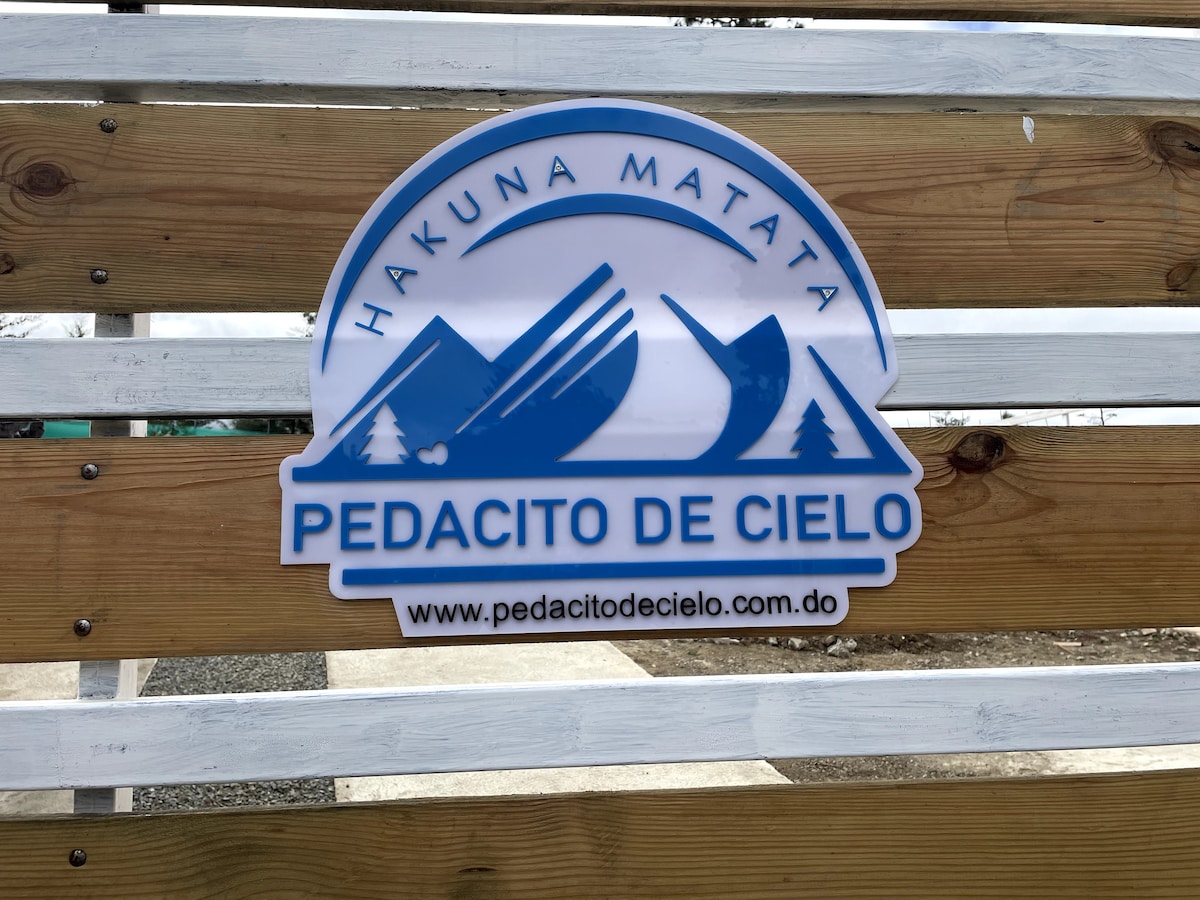 HAKUNA MATATA
PEDACITO DE CIELO
www.pedacitodecielo.com.do